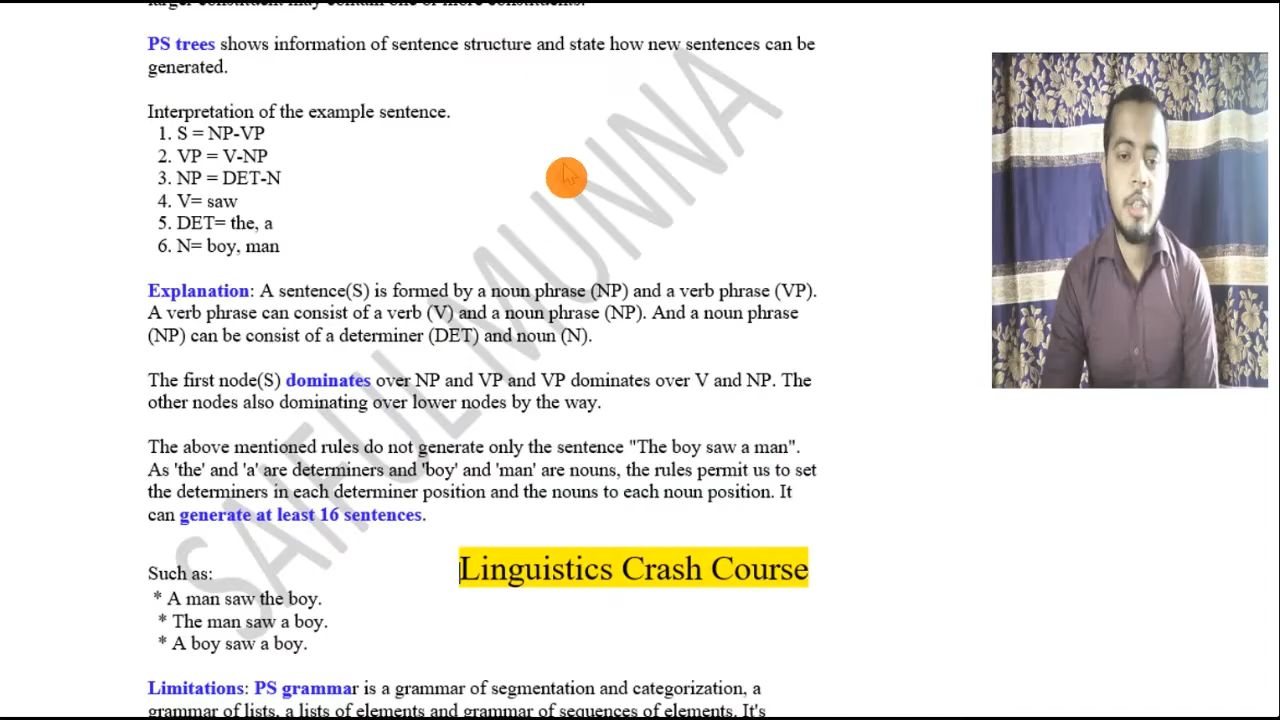 larger constituent may contain one or more constituents.
PS trees shows information of sentence structure and state how new sentences can be
generated.
Interpretation of the example sentence.
1. S = NP-VP
2. VP = V-NP
3. NP = DET-N
4. V= saw
5. DET= the, a
6. N= boy, man
Explanation: A sentence(S) is formed by a noun phrase (NP) and a verb phrase (VP).
A verb phrase can consist of a verb (V) and a noun phrase (NP). And a noun phrase
(NP) can be consist of a determiner (DET) and noun (N).
The first node(S) dominates over NP and VP and VP dominates over V and NP. The
other nodes also dominating over lower nodes by the way.
The above mentioned rules do not generate only the sentence "The boy saw a man".
As 'the' and 'a' are determiners and 'boy' and 'man' are nouns, the rules permit us to set
the determiners in each determiner position and the nouns to each noun position. It
can generate at least 16 sentences.
Linguistics Crash Course
Such as:
* A man saw the boy.
* The man saw a boy.
* A boy saw a boy.
Limitations: PS grammar is a grammar of segmentation and categorization, a
grammar of lists, a lists of elements and grammar of sequences of elements. It's
SAIFUL MUNNA